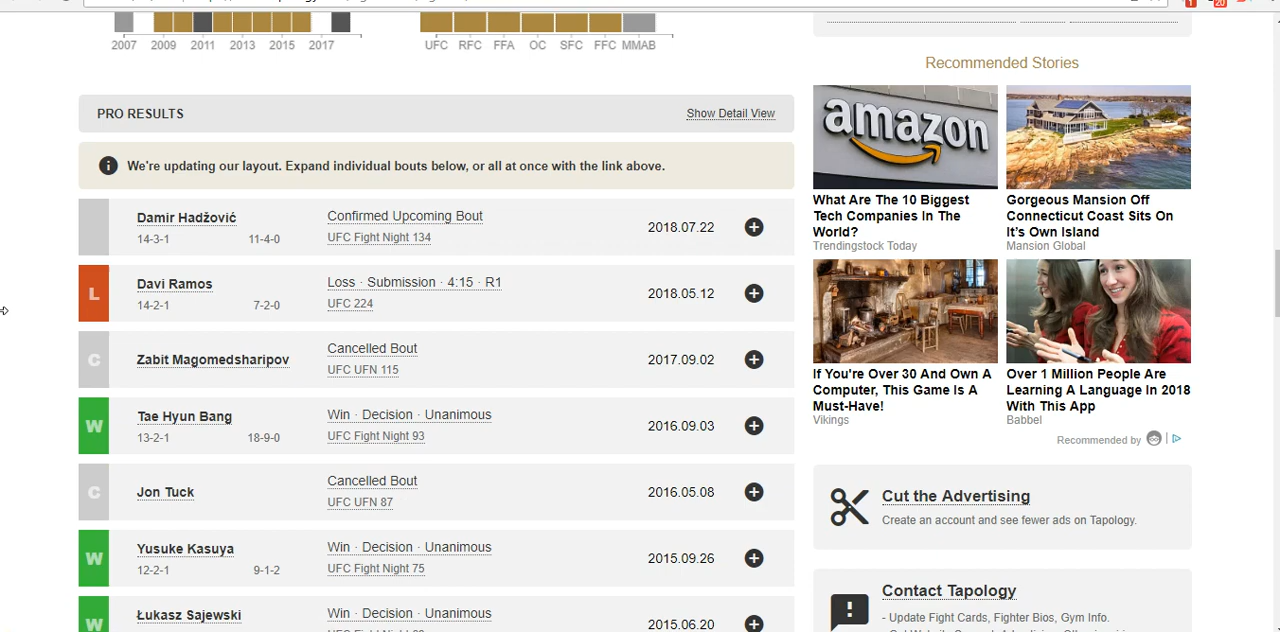 2007 2009 2011 2013 2015 2017
UFC RFC FFA OC SFC FFC MMAB
PRO RESULTS
Show Detail View
We're updating our layout. Expand individual bouts below, or all at once with the link above.
Damir Hadžović
14-3-1 11-4-0
Confirmed Upcoming Bout
UFC Fight Night 134
2018.07.22
L
Davi Ramos
14-2-1 7-2-0
Loss · Submission · 4:15 · R1
UFC 224
2018.05.12
C
Zabit Magomedsharipov
Cancelled Bout
UFC UFN 115
2017.09.02
W
Tae Hyun Bang
13-2-1 18-9-0
Win · Decision · Unanimous
UFC Fight Night 93
2016.09.03
C
Jon Tuck
Cancelled Bout
UFC UFN 87
2016.05.08
W
Yusuke Kasuya
12-2-1 9-1-2
Win · Decision · Unanimous
UFC Fight Night 75
2015.09.26
W
Łukasz Sajewski
Win · Decision · Unanimous
2015.06.20
1 20
Recommended Stories
amazon
What Are The 10 Biggest
Tech Companies In The
World?
Trendingstock Today
Gorgeous Mansion Off
Connecticut Coast Sits On
It's Own Island
Mansion Global
If You're Over 30 And Own A
Computer, This Game Is A
Must-Have!
Vikings
Over 1 Million People Are
Learning A Language In 2018
With This App
Babbel
Recommended by
Cut the Advertising
Create an account and see fewer ads on Tapology.
Contact Tapology
- Update Fight Cards, Fighter Bios, Gym Info.